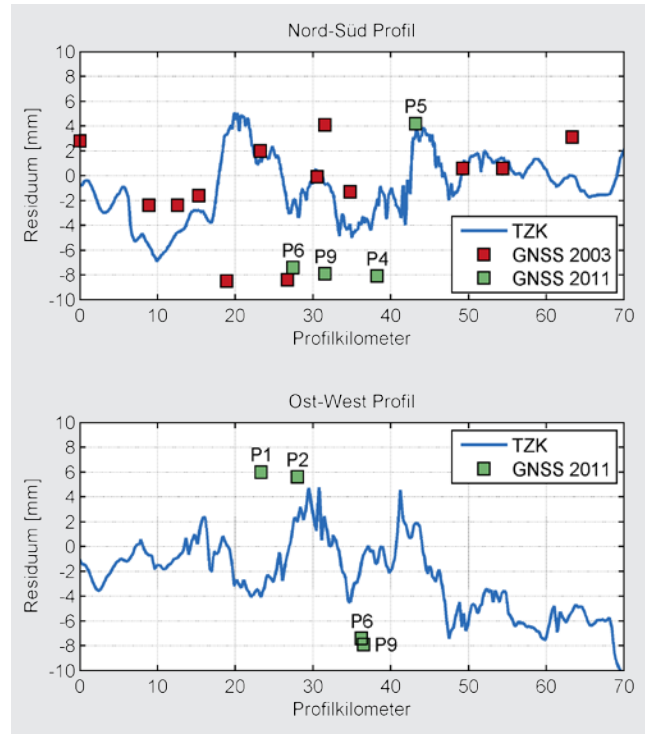 Nord-Süd Profil
Residuum [mm]
10
8
6
4
2
0
-2
-4
-6
-8
-10
P5
P6
P9
P4
TZK
GNSS 2003
GNSS 2011
0 10 20 30 40 50 60 70
Profilkilometer
Ost-West Profil
Residuum [mm]
10
8
6
4
2
0
-2
-4
-6
-8
-10
P1
P2
P6
P9
TZK
GNSS 2011
0 10 20 30 40 50 60 70
Profilkilometer